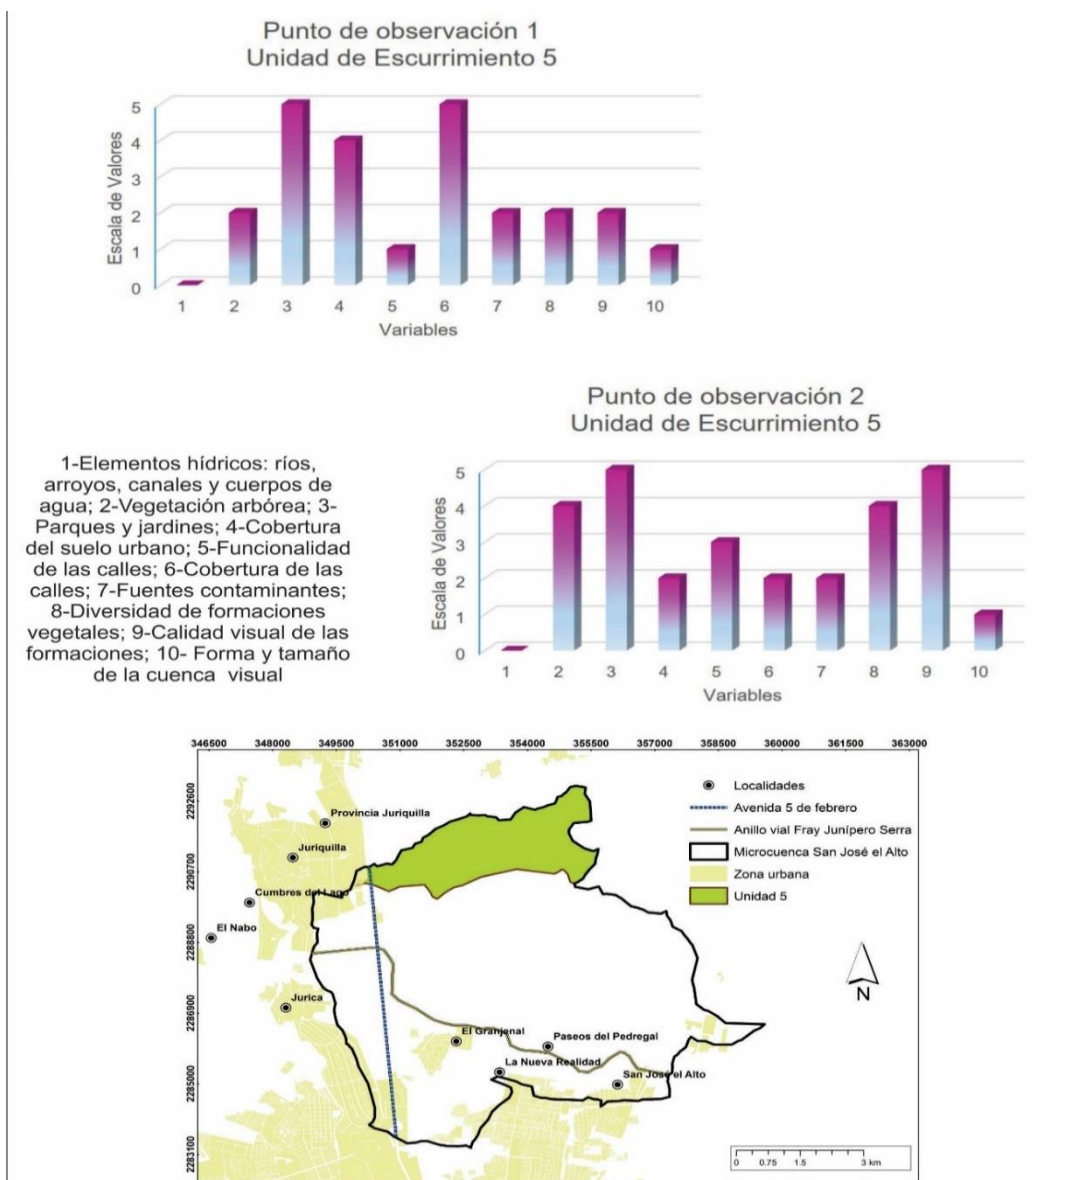 Punto de observación 1
Unidad de Escurrimiento 5
Escala de Valores
5
4
3
2
1
0
1 2 3 4 5 6 7 8 9 10
Variables
Punto de observación 2
Unidad de Escurrimiento 5
1-Elementos hídricos: ríos,
arroyos, canales y cuerpos de
agua; 2-Vegetación arbórea; 3-
Parques y jardines; 4-Cobertura
del suelo urbano; 5-Funcionalidad
de las calles; 6-Cobertura de las
calles; 7-Fuentes contaminantes;
8-Diversidad de formaciones
vegetales; 9-Calidad visual de las
formaciones; 10- Forma y tamaño
de la cuenca visual
Escala de Valores
5
4
3
2
1
0
1 2 3 4 5 6 7 8 9 10
Variables
346500 348000 349500 351000 352500 354000 355500 357000 358500 360000 361500 363000
2292600
2290700
2288800
2286900
2285000
2283100
Localidades
Avenida 5 de febrero
Anillo vial Fray Junípero Serra
Microcuenca San José el Alto
Zona urbana
Unidad 5
Provincia Juriquilla
Juriquilla
Cumbres del Lago
El Nabo
Jurica
El Granjenal
Paseos del Pedregal
La Nueva Realidad
San José el Alto
N
0 0.75 1.5 3 km